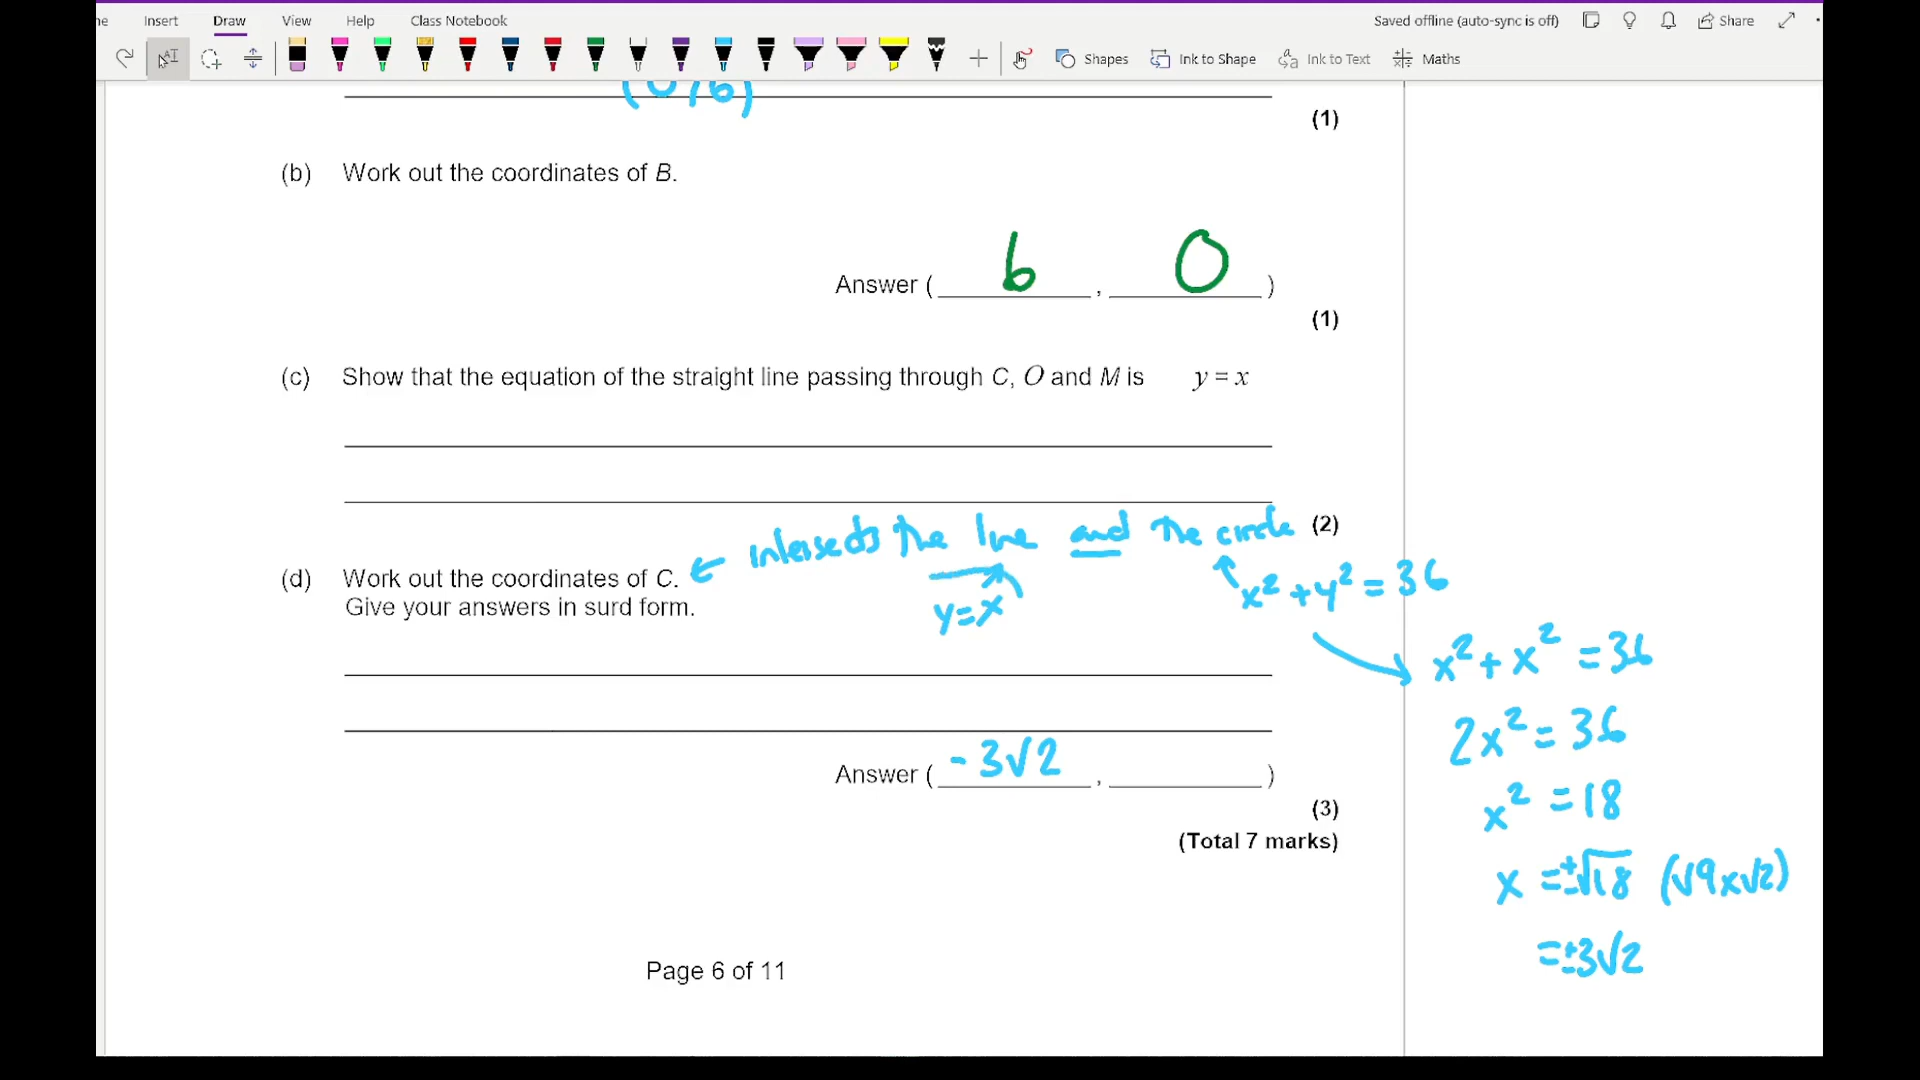 Insert Draw View Help Class Notebook Saved offline (auto-sync is off) Share
Shapes Ink to Shape Ink to Text Maths
(0,6)
(1)
(b) Work out the coordinates of B.
Answer ( 6 , 0 )
(1)
(c) Show that the equation of the straight line passing through C, O and M is y = x
(2)
← intersects the line and the circle
(d) Work out the coordinates of C.
Give your answers in surd form.
y=x
x²+y²=36
x²+x²=36
2x²=36
x²=18
x=±√18 (√9x√2)
=±3√2
Answer ( -3√2 , )
(3)
(Total 7 marks)
Page 6 of 11